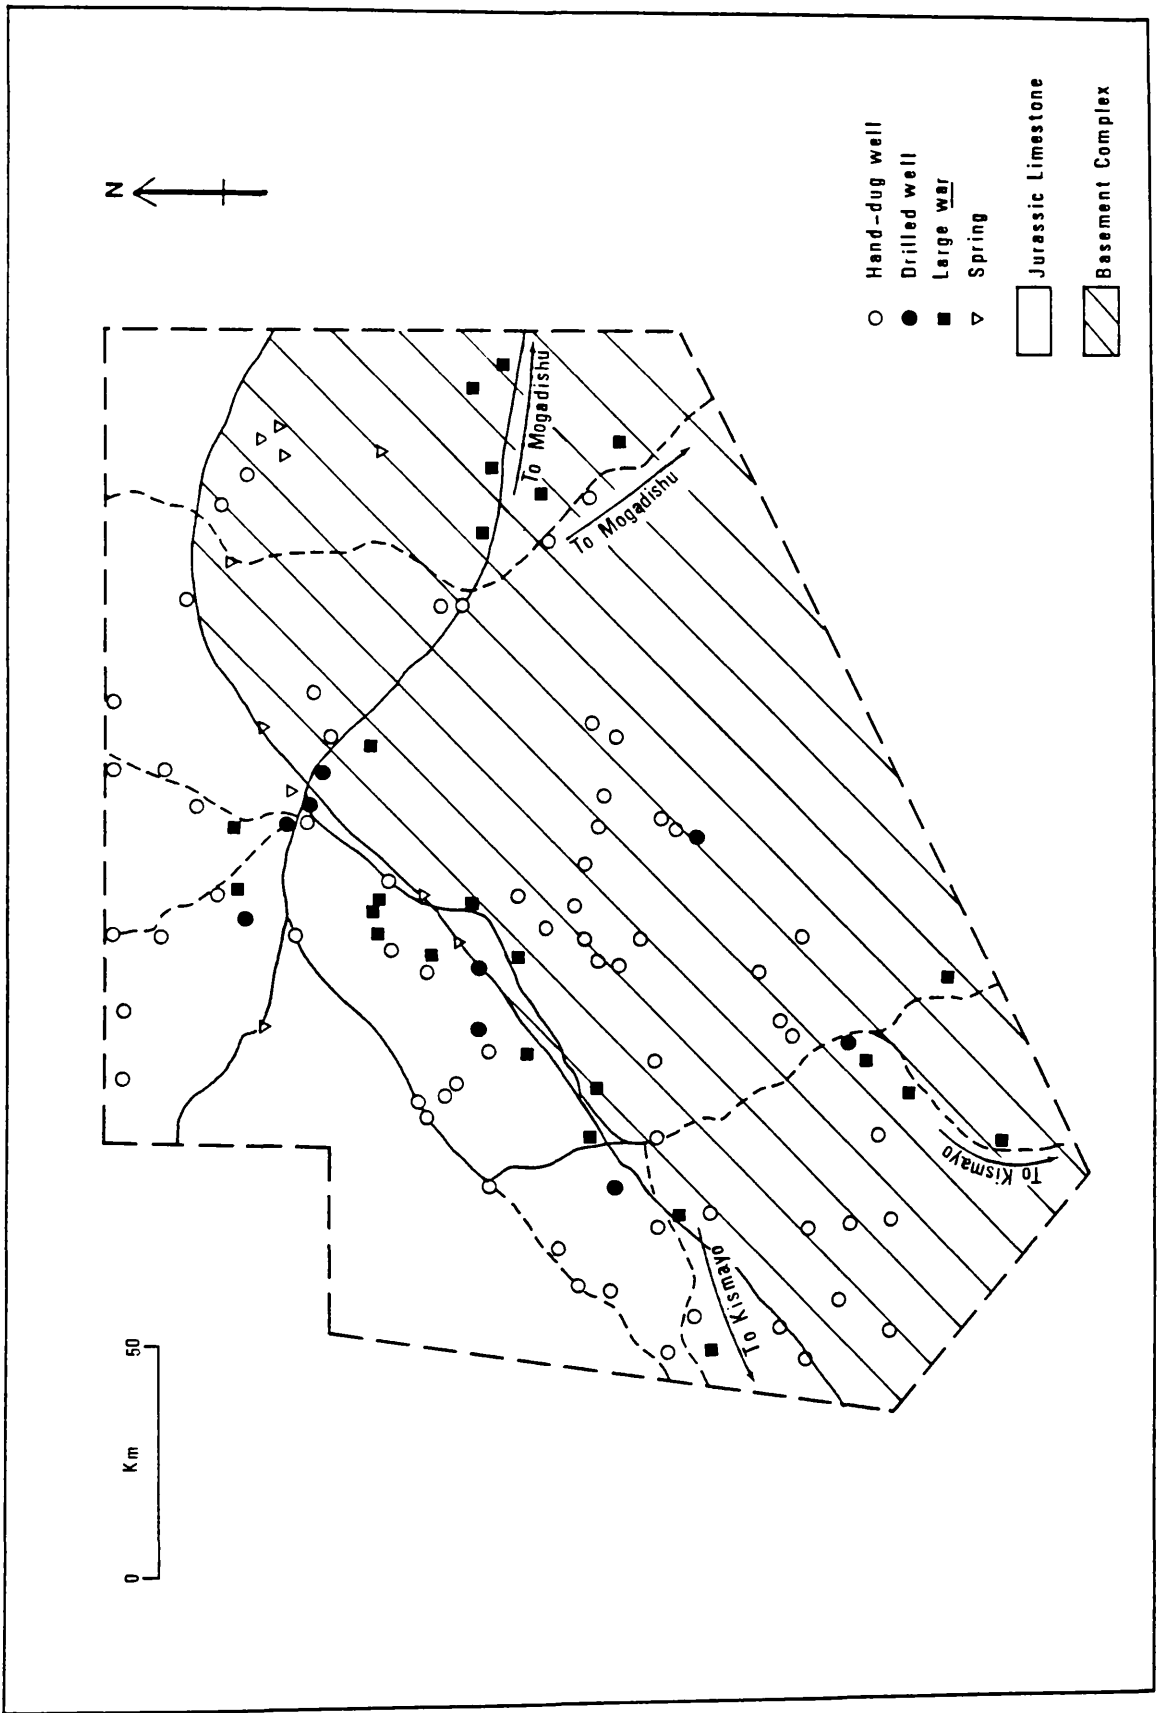 N
Hand-dug well
Drilled well
Large war
Spring
Jurassic Limestone
Basement Complex
To Mogadishu
To Mogadishu
To Kismayo
To Kismayo
Km
0 50